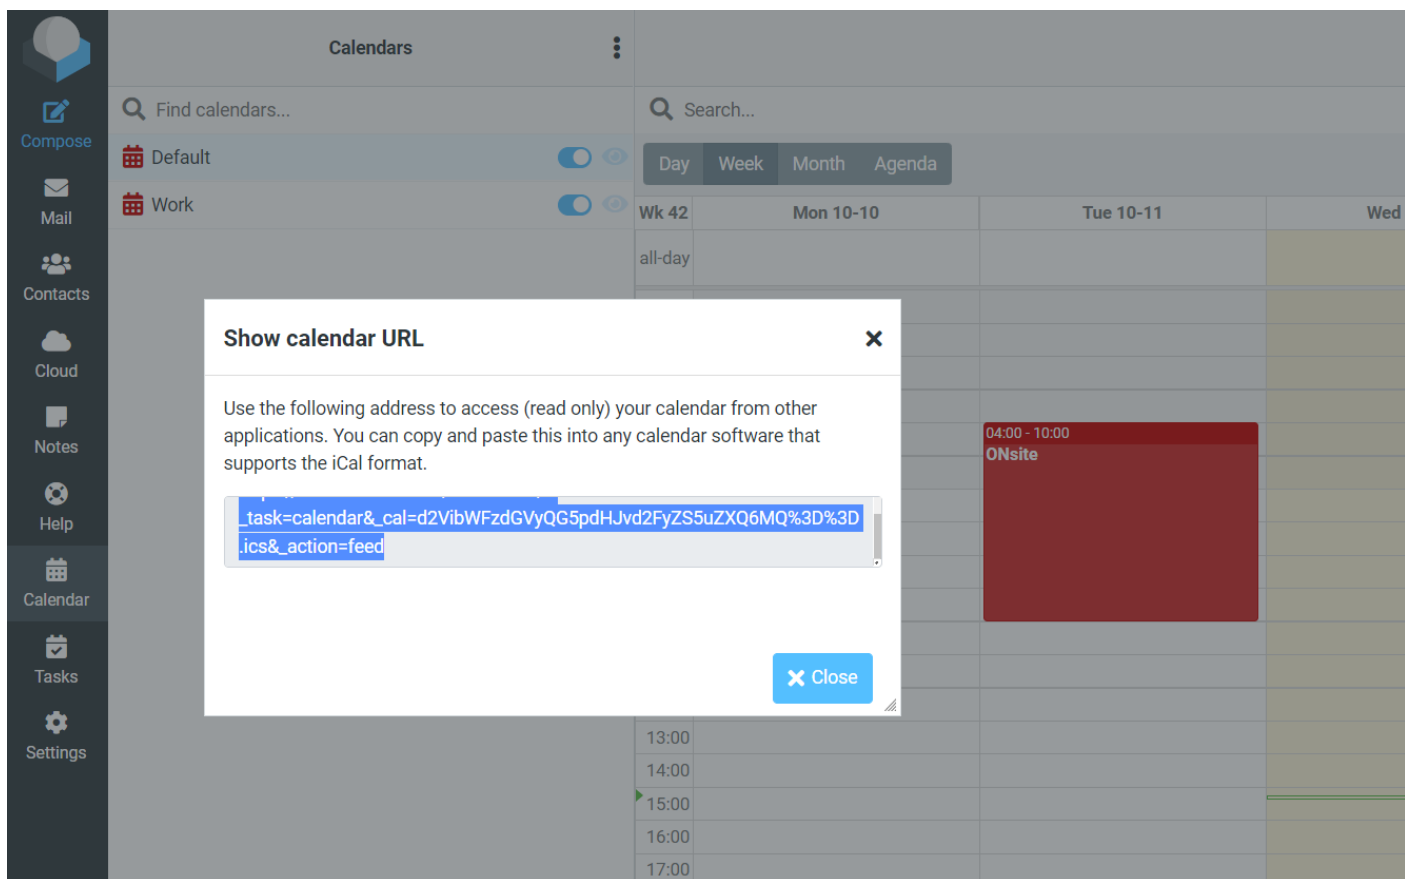 Calendars
Compose
Mail
Contacts
Cloud
Notes
Help
Calendar
Tasks
Settings
Find calendars...
Default
Work
Search...
Day Week Month Agenda
Wk 42 Mon 10-10 Tue 10-11 Wed
all-day
04:00 - 10:00
ONsite
13:00
14:00
15:00
16:00
17:00
Show calendar URL
Use the following address to access (read only) your calendar from other
applications. You can copy and paste this into any calendar software that
supports the iCal format.
_task=calendar&_cal=d2VibWFzdGVyQG5pdHJvd2FyZS5uZXQ6MQ%3D%3D
.ics&_action=feed
Close